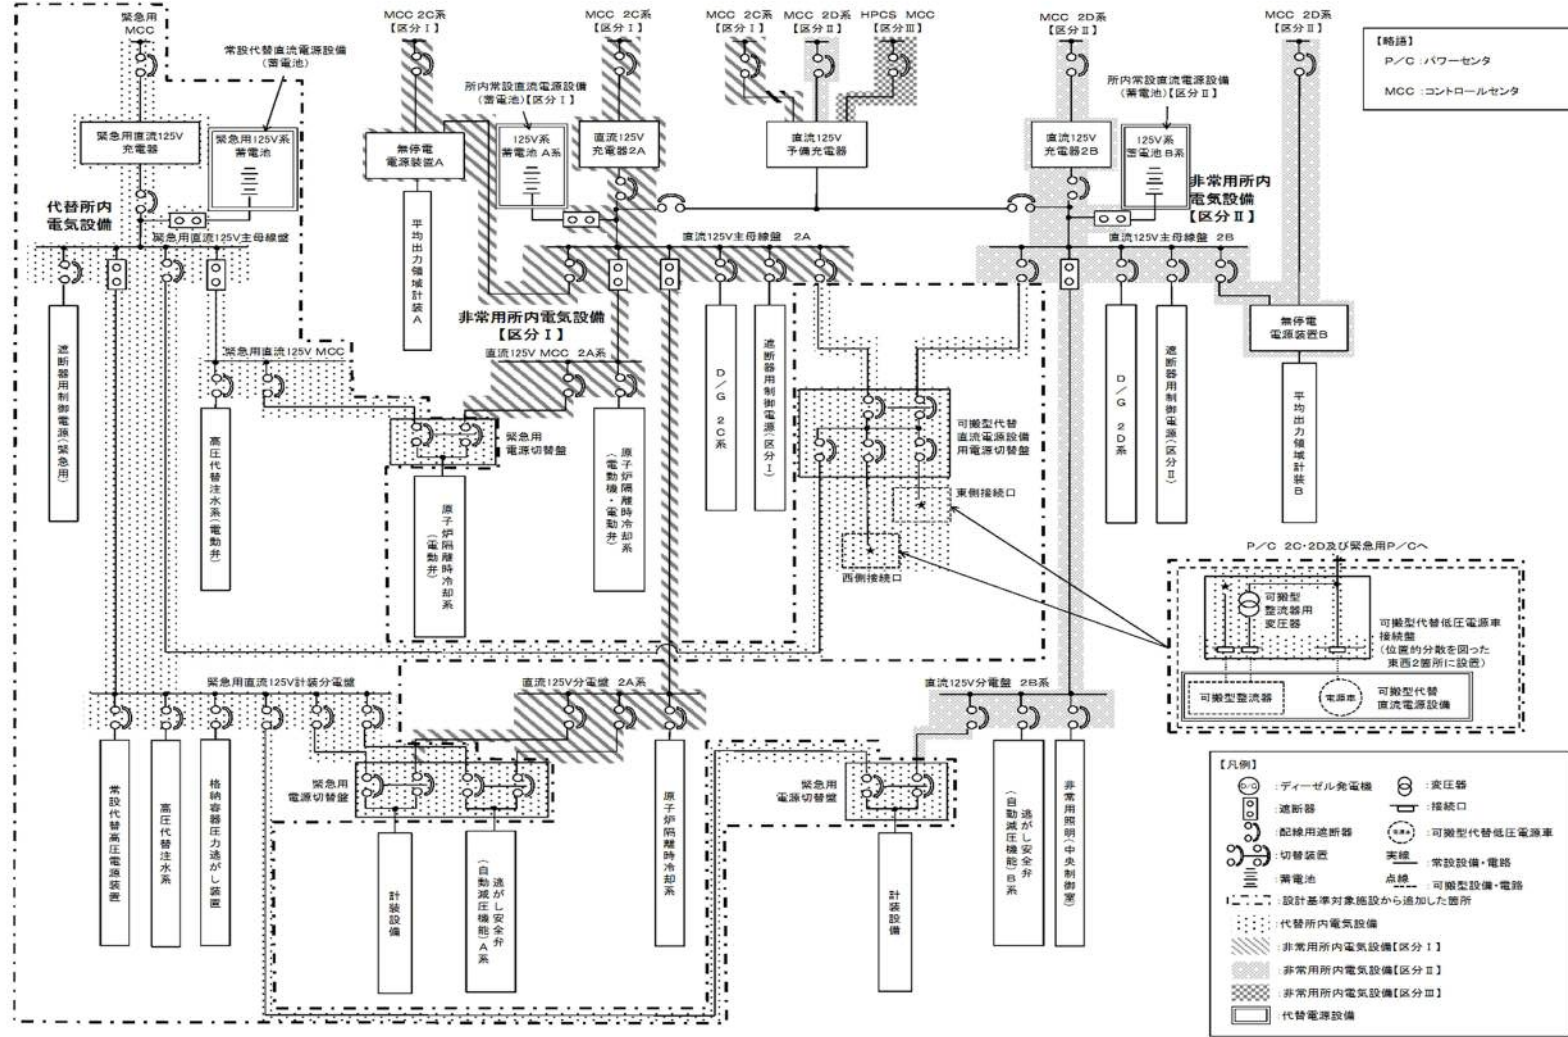 緊急用
MCC
MCC 2C系
【区分Ⅰ】
MCC 2C系
【区分Ⅰ】
MCC 2C系
【区分Ⅰ】
MCC 2D系
【区分Ⅱ】
HPCS MCC
【区分Ⅲ】
MCC 2D系
【区分Ⅱ】
MCC 2D系
【区分Ⅱ】
【略語】
P/C :パワーセンタ
MCC :コントロールセンタ
常設代替直流電源設備
(蓄電池)
所内常設直流電源設備
(蓄電池)【区分Ⅰ】
所内常設直流電源設備
(蓄電池)【区分Ⅱ】
緊急用直流125V
充電器
緊急用125V系
蓄電池
無停電
電源装置A
125V系
蓄電池 A系
直流125V
充電器2A
直流125V
予備充電器
直流125V
充電器2B
125V系
蓄電池 B系
代替所内
電気設備
非常用所内
電気設備
【区分Ⅱ】
緊急用直流125V主母線盤
直流125V主母線盤 2A
直流125V主母線盤 2B
平均出力領域計装A
非常用所内電気設備
【区分Ⅰ】
無停電
電源装置B
遮断器用制御電源(緊急用)
緊急用直流125V MCC
直流125V MCC 2A系
D/G 2C系
遮断器用制御電源(区分Ⅰ)
D/G 2D系
遮断器用制御電源(区分Ⅱ)
平均出力領域計装B
高圧代替注水系(電動弁)
緊急用
電源切替盤
原子炉隔離時冷却系
(電動弁)
原子炉隔離時冷却系
(電動機・電動弁)
可搬型代替
直流電源設備
用電源切替盤
東側接続口
西側接続口
P/C 2C・2D及び緊急用P/Cへ
可搬型
整流器用
変圧器
可搬型代替低圧電源車
接続盤
(位置的分散を図った
東西2箇所に設置)
可搬型整流器
電源車
可搬型代替
直流電源設備
緊急用直流125V計装分電盤
直流125V分電盤 2A系
直流125V分電盤 2B系
常設代替高圧電源装置
高圧代替注水系
格納容器圧力逃がし装置
緊急用
電源切替盤
計装設備
逃がし安全弁
(自動減圧機能)A系
原子炉隔離時冷却系
緊急用
電源切替盤
計装設備
逃がし安全弁
(自動減圧機能)B系
非常用照明(中央制御室)
【凡例】
D/G :ディーゼル発電機
:変圧器
:遮断器
:接続口
:配線用遮断器
電源車 :可搬型代替低圧電源車
:切替装置
実線 :常設設備・電路
:蓄電池
点線 :可搬型設備・電路
:設計基準対象施設から追加した箇所
:代替所内電気設備
:非常用所内電気設備【区分Ⅰ】
:非常用所内電気設備【区分Ⅱ】
:非常用所内電気設備【区分Ⅲ】
:代替電源設備